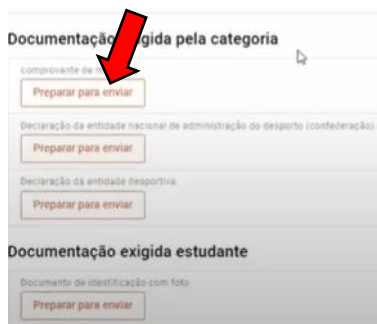 Documentação gida pela categoria
comprovante de
Preparar para enviar
Declaração da entidade nacional de administração do desporto (confederação)
Preparar para enviar
Declaração da entidade desportiva.
Preparar para enviar
Documentação exigida estudante
Documento de identificação com foto
Preparar para enviar